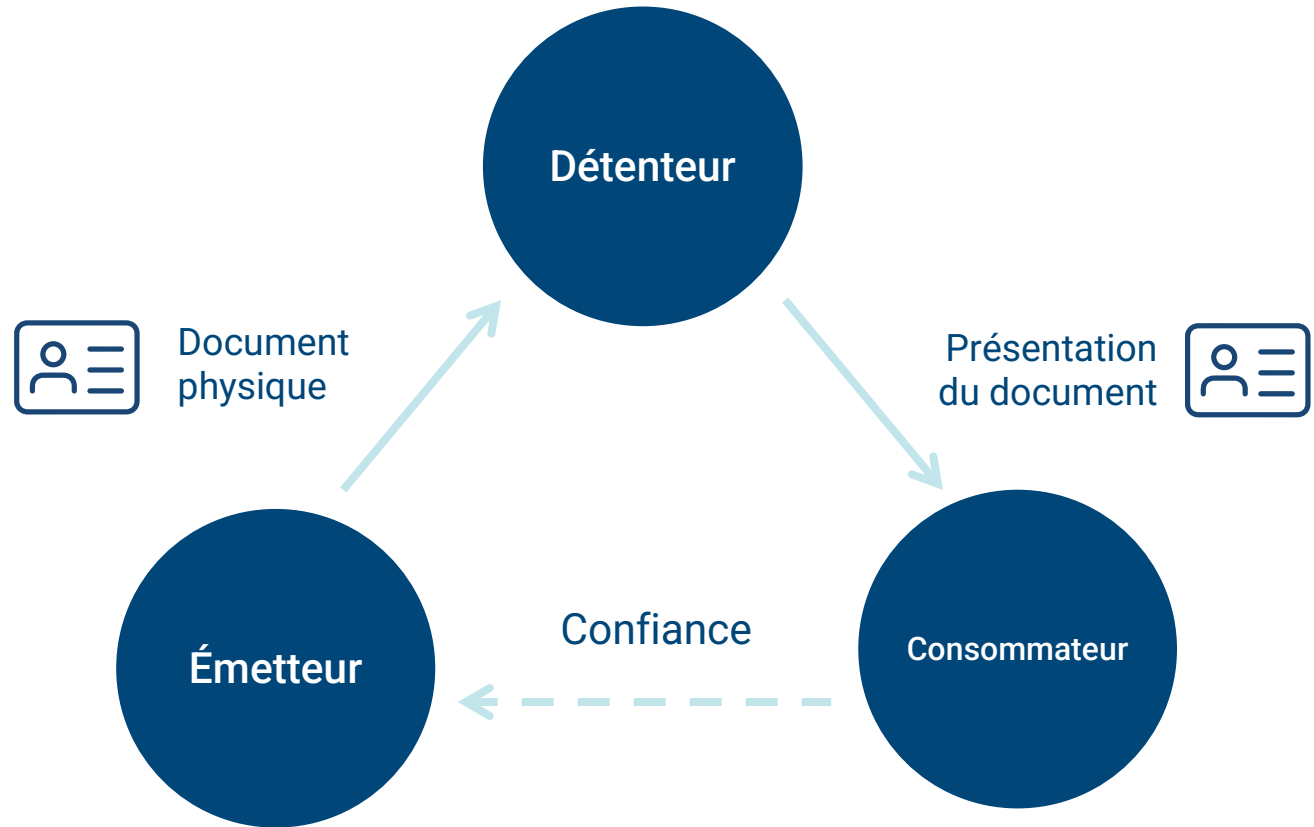 Détenteur
Document
physique
Présentation
du document
Confiance
Émetteur
Consommateur